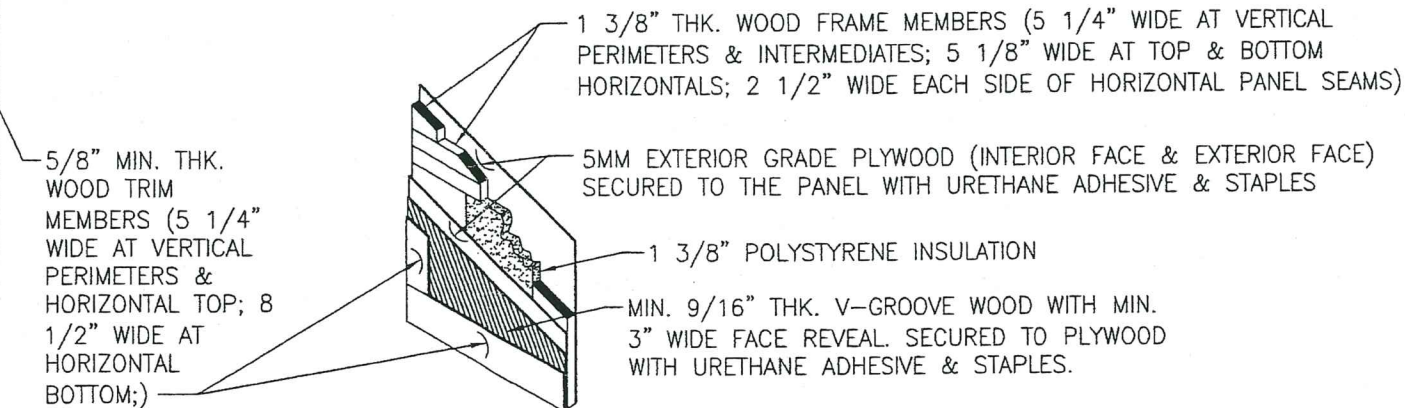 1 3/8" THK. WOOD FRAME MEMBERS (5 1/4" WIDE AT VERTICAL
PERIMETERS & INTERMEDIATES; 5 1/8" WIDE AT TOP & BOTTOM
HORIZONTALS; 2 1/2" WIDE EACH SIDE OF HORIZONTAL PANEL SEAMS)
5MM EXTERIOR GRADE PLYWOOD (INTERIOR FACE & EXTERIOR FACE)
SECURED TO THE PANEL WITH URETHANE ADHESIVE & STAPLES
1 3/8" POLYSTYRENE INSULATION
MIN. 9/16" THK. V-GROOVE WOOD WITH MIN.
3" WIDE FACE REVEAL. SECURED TO PLYWOOD
WITH URETHANE ADHESIVE & STAPLES.
5/8" MIN. THK.
WOOD TRIM
MEMBERS (5 1/4"
WIDE AT VERTICAL
PERIMETERS &
HORIZONTAL TOP; 8
1/2" WIDE AT
HORIZONTAL
BOTTOM;)